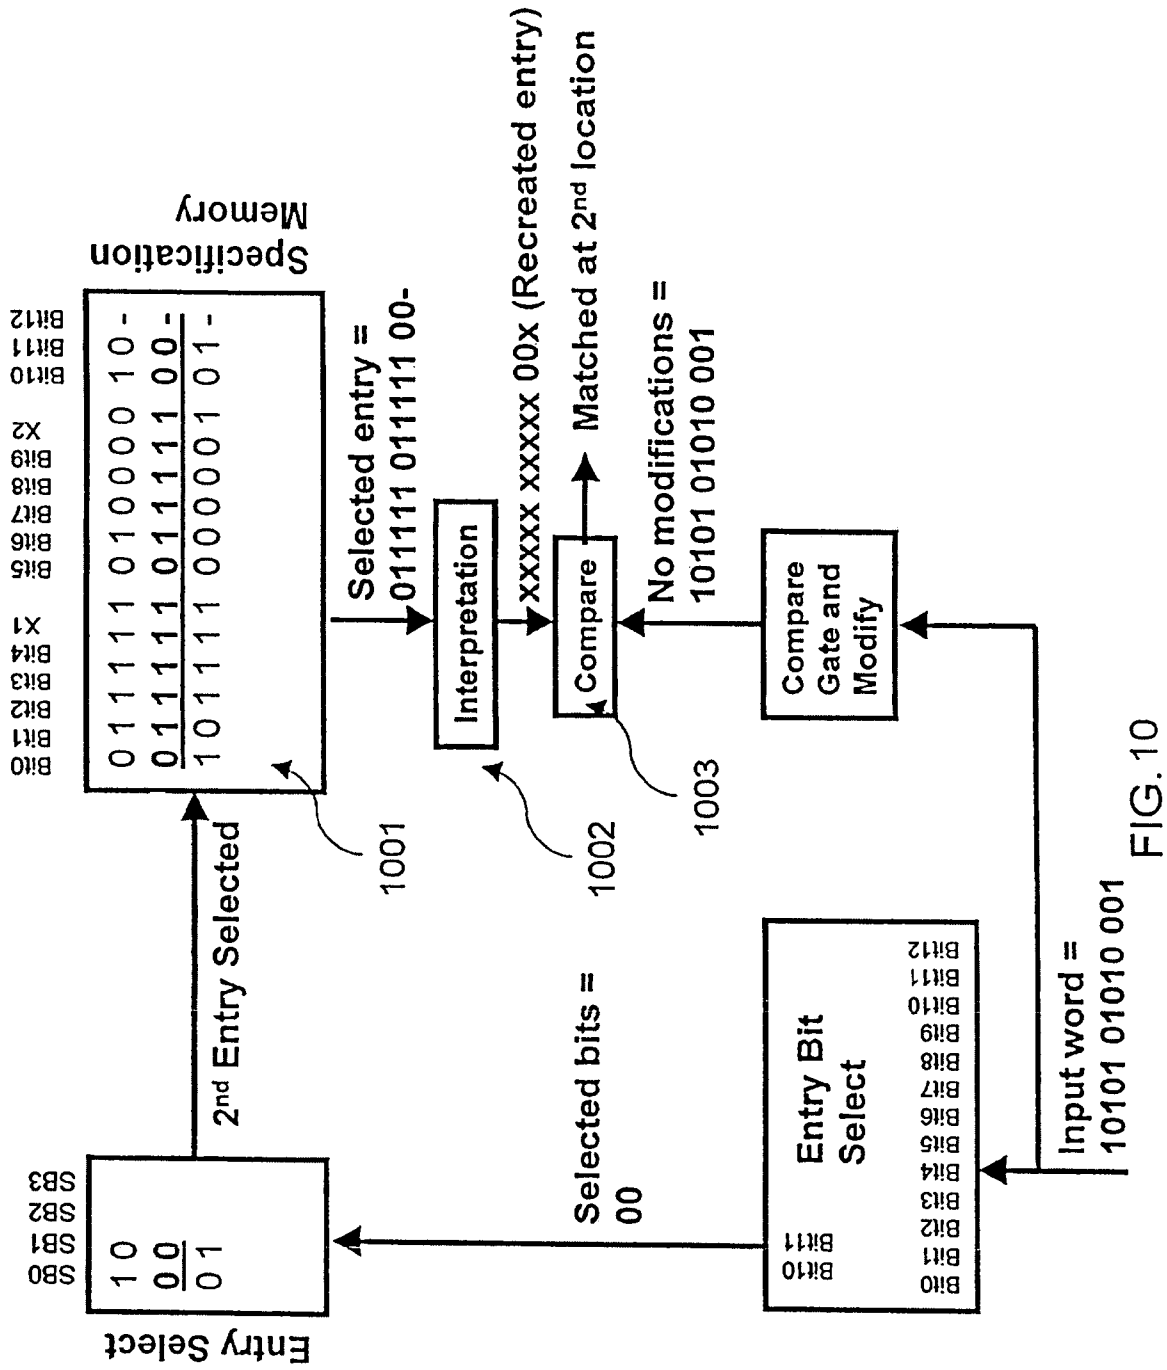 Entry Select
SB0 SB1 SB2 SB3
1 0
0 0
0 1
2nd Entry Selected
Bit0 Bit1 Bit2 Bit3 Bit4 X1 Bit5 Bit6 Bit7 Bit8 Bit9 X2 Bit10 Bit11 Bit12
0 1 1 1 1 1 0 1 0 0 0 0 1 0 -
0 1 1 1 1 1 0 1 1 1 1 1 0 0 -
1 0 1 1 1 1 0 0 0 0 0 1 0 1 -
Specification
Memory
1001
Selected entry =
011111 011111 00-
Interpretation
1002
xxxxx xxxxx 00x (Recreated entry)
Compare
1003
Matched at 2nd location
No modifications =
10101 01010 001
Compare
Gate and
Modify
Selected bits =
00
Bit10 Bit11
Entry Bit
Select
Bit0 Bit1 Bit2 Bit3 Bit4 Bit5 Bit6 Bit7 Bit8 Bit9 Bit10 Bit11 Bit12
Input word =
10101 01010 001
FIG. 10